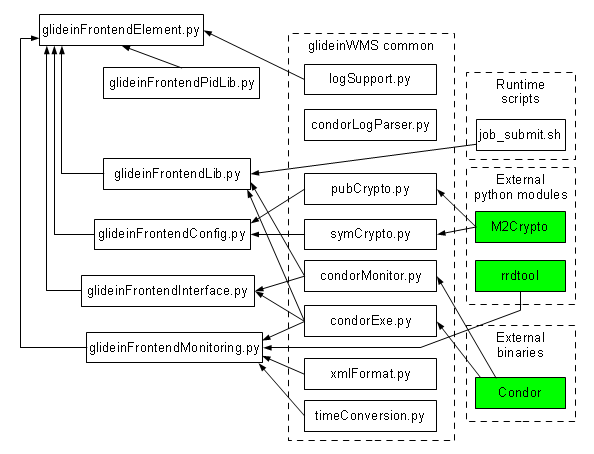 glideinFrontendElement.py
glideinFrontendPidLib.py
glideinFrontendLib.py
glideinFrontendConfig.py
glideinFrontendInterface.py
glideinFrontendMonitoring.py
glideinWMS common
logSupport.py
condorLogParser.py
pubCrypto.py
symCrypto.py
condorMonitor.py
condorExe.py
xmlFormat.py
timeConversion.py
Runtime
scripts
job_submit.sh
External
python modules
M2Crypto
rrdtool
External
binaries
Condor